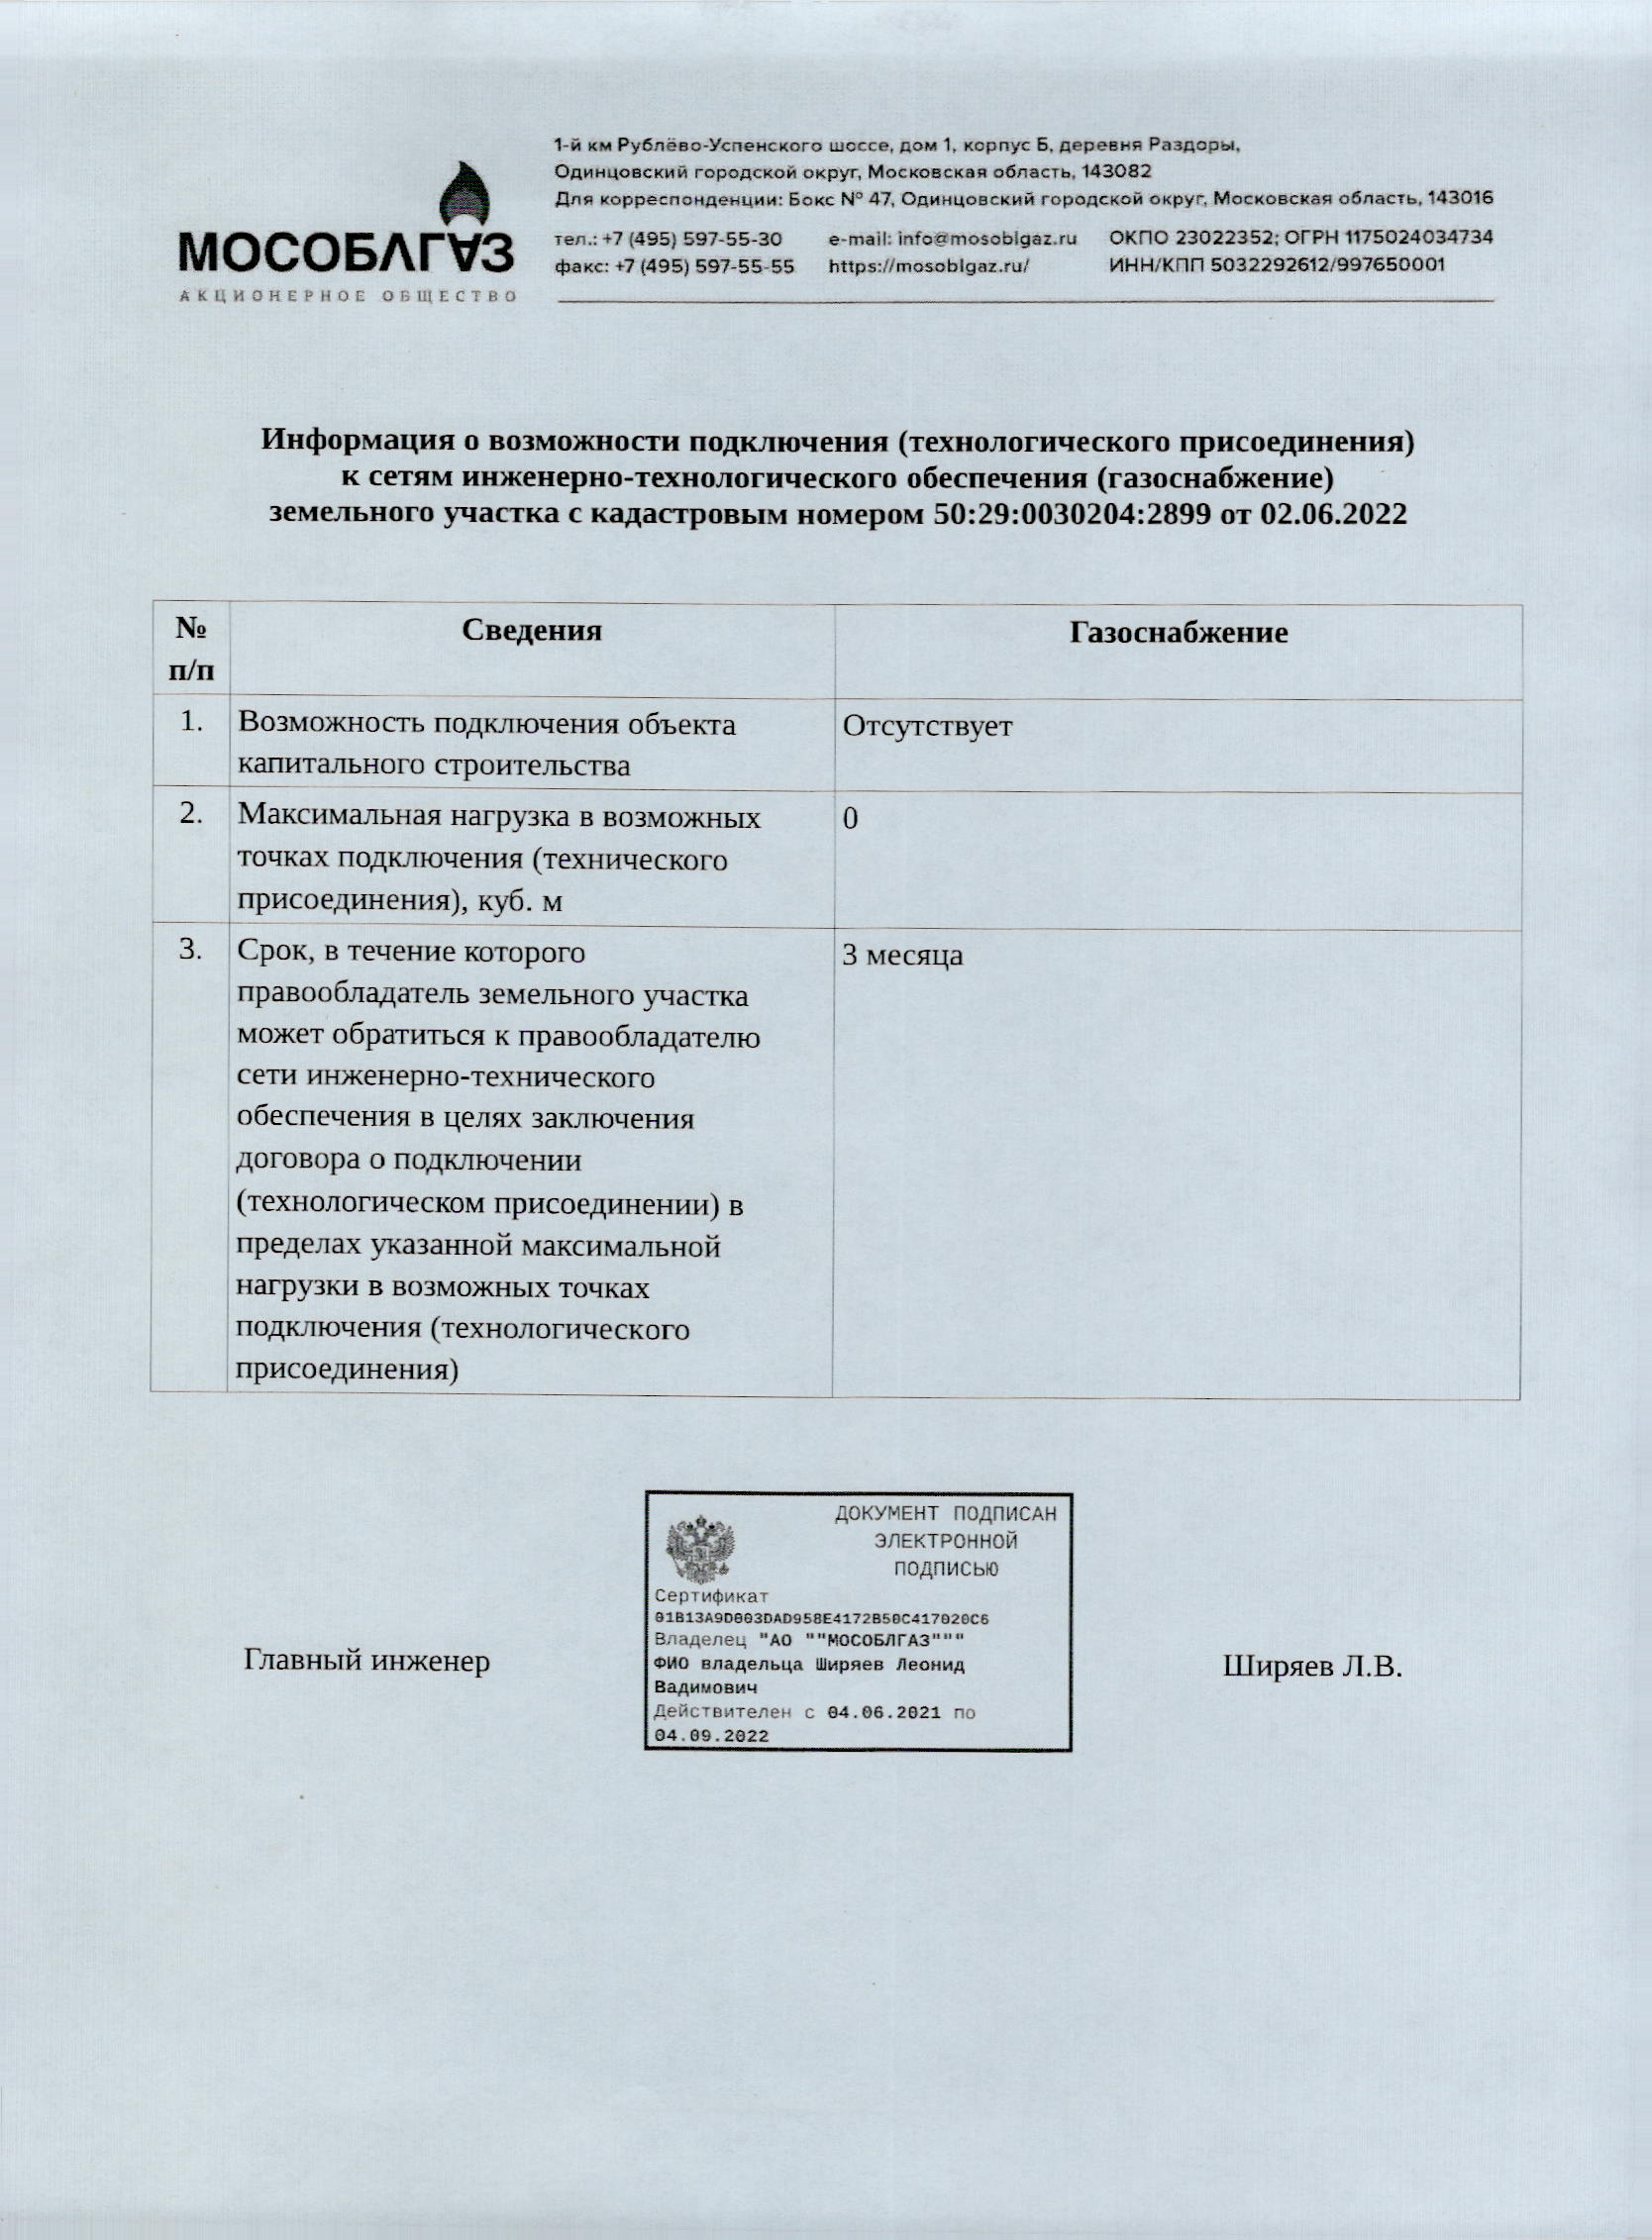 1-й км Рублёво-Успенского шоссе, дом 1, корпус Б, деревня Раздоры,
Одинцовский городской округ, Московская область, 143082
Для корреспонденции: Бокс № 47, Одинцовский городской округ, Московская область, 143016
тел.: +7 (495) 597-55-30 e-mail: info@mosoblgaz.ru ОКПО 23022352; ОГРН 1175024034734
факс: +7 (495) 597-55-55 https://mosoblgaz.ru/ ИНН/КПП 5032292612/997650001
МОСОБЛГАЗ
АКЦИОНЕРНОЕ ОБЩЕСТВО
Информация о возможности подключения (технологического присоединения)
к сетям инженерно-технологического обеспечения (газоснабжение)
земельного участка с кадастровым номером 50:29:0030204:2899 от 02.06.2022
№
п/п
Сведения
Газоснабжение
1.
Возможность подключения объекта
капитального строительства
Отсутствует
2.
Максимальная нагрузка в возможных
точках подключения (технического
присоединения), куб. м
0
3.
Срок, в течение которого
правообладатель земельного участка
может обратиться к правообладателю
сети инженерно-технического
обеспечения в целях заключения
договора о подключении
(технологическом присоединении) в
пределах указанной максимальной
нагрузки в возможных точках
подключения (технологического
присоединения)
3 месяца
Главный инженер
ДОКУМЕНТ ПОДПИСАН
ЭЛЕКТРОННОЙ
ПОДПИСЬЮ
Сертификат
01B13A9D003DAD958E4172B50C417020C6
Владелец "АО ""МОСОБЛГАЗ"""
ФИО владельца Ширяев Леонид
Вадимович
Действителен с 04.06.2021 по
04.09.2022
Ширяев Л.В.